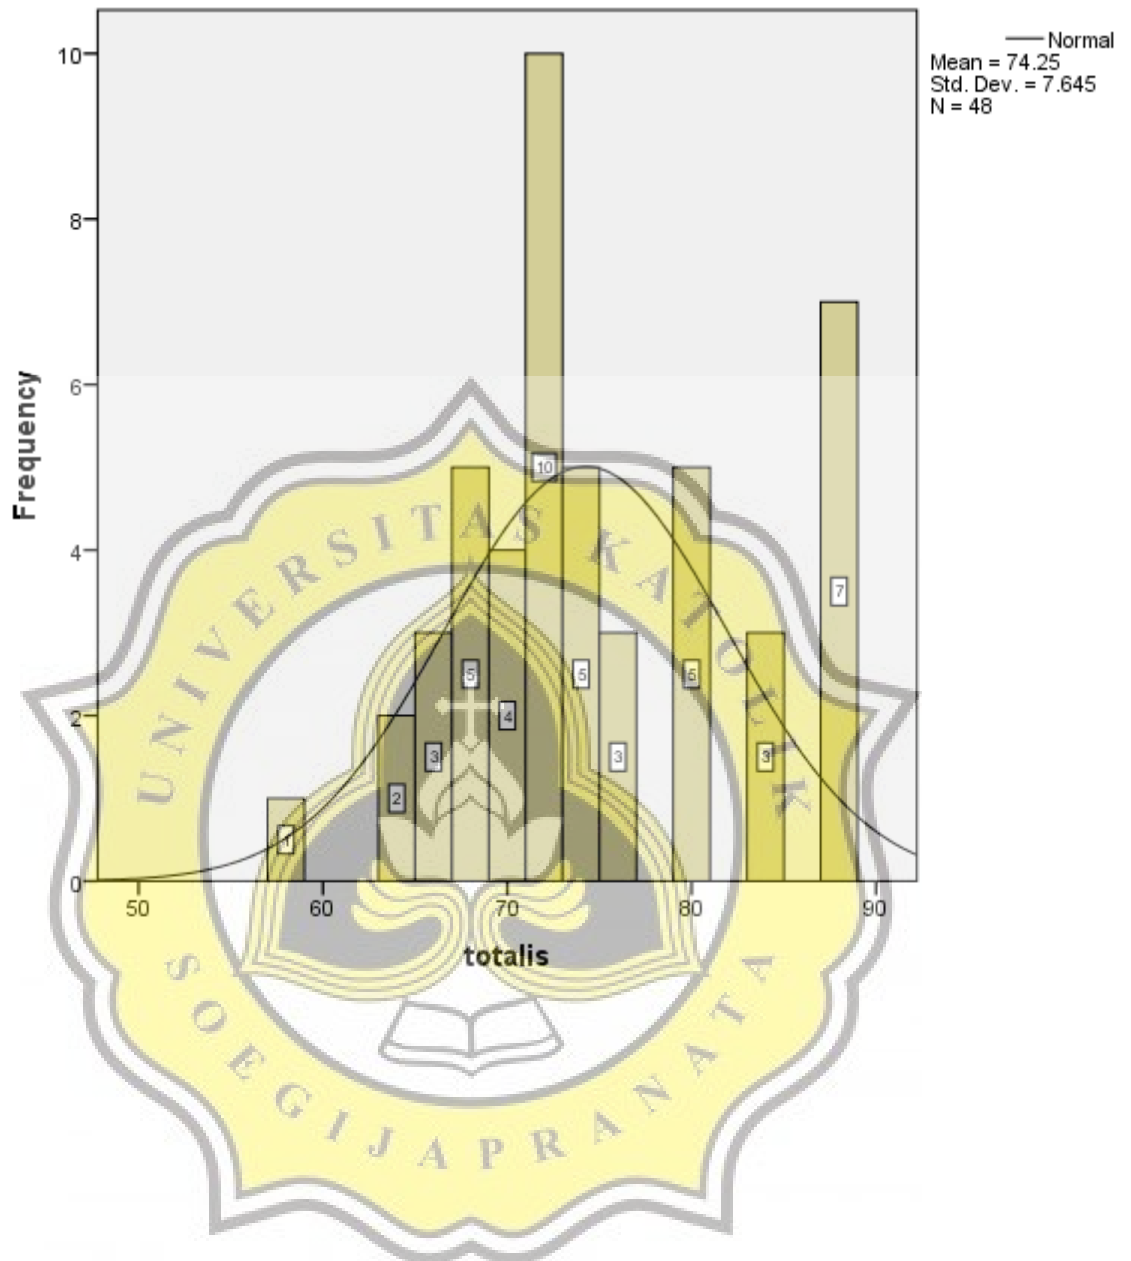 Normal
Mean = 74.25
Std. Dev. = 7.645
N = 48
10
8
6
4
2
0
Frequency
10
7
5
5
5
4
3
3
3
2
1
50 60 70 80 90
totalis
UNIVERSITAS KATOLIK
SOEGIJAPRANATA